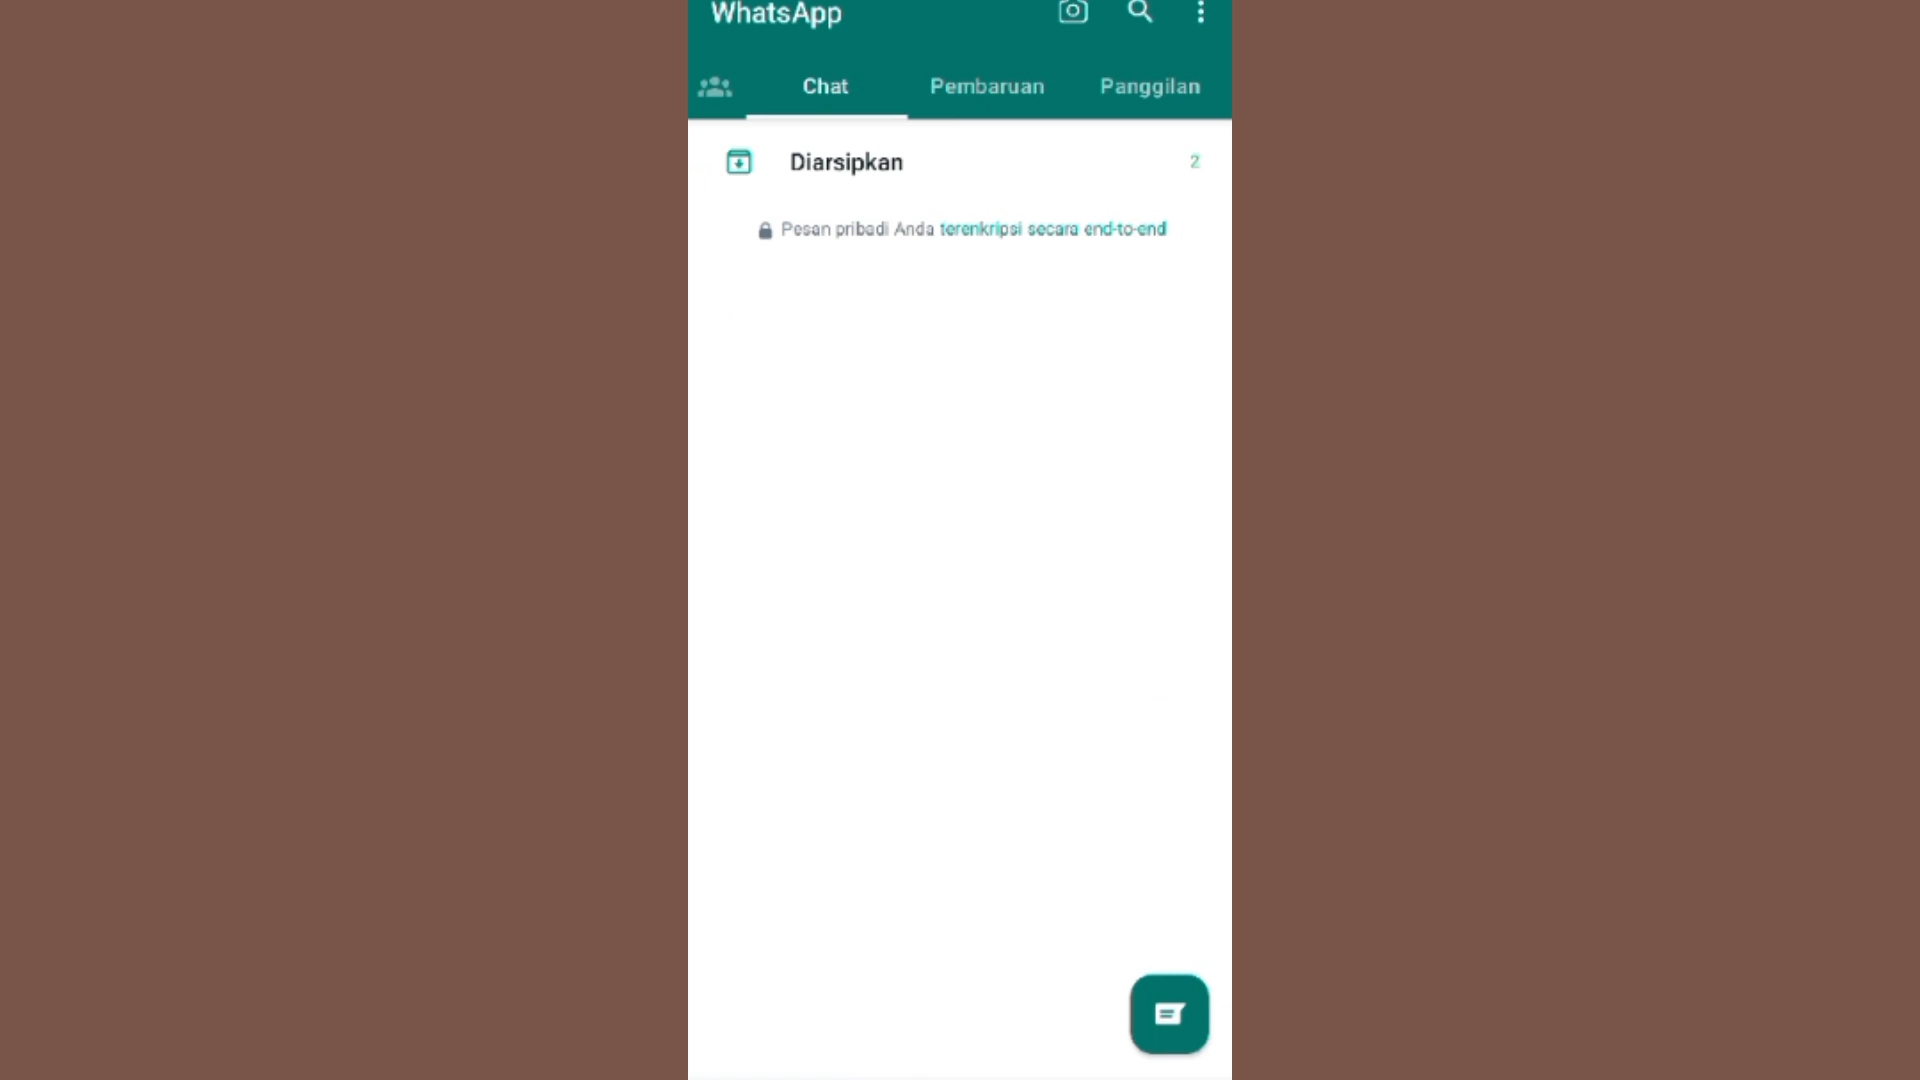 WhatsApp
Chat Pembaruan Panggilan
Diarsipkan 2
Pesan pribadi Anda terenkripsi secara end-to-end